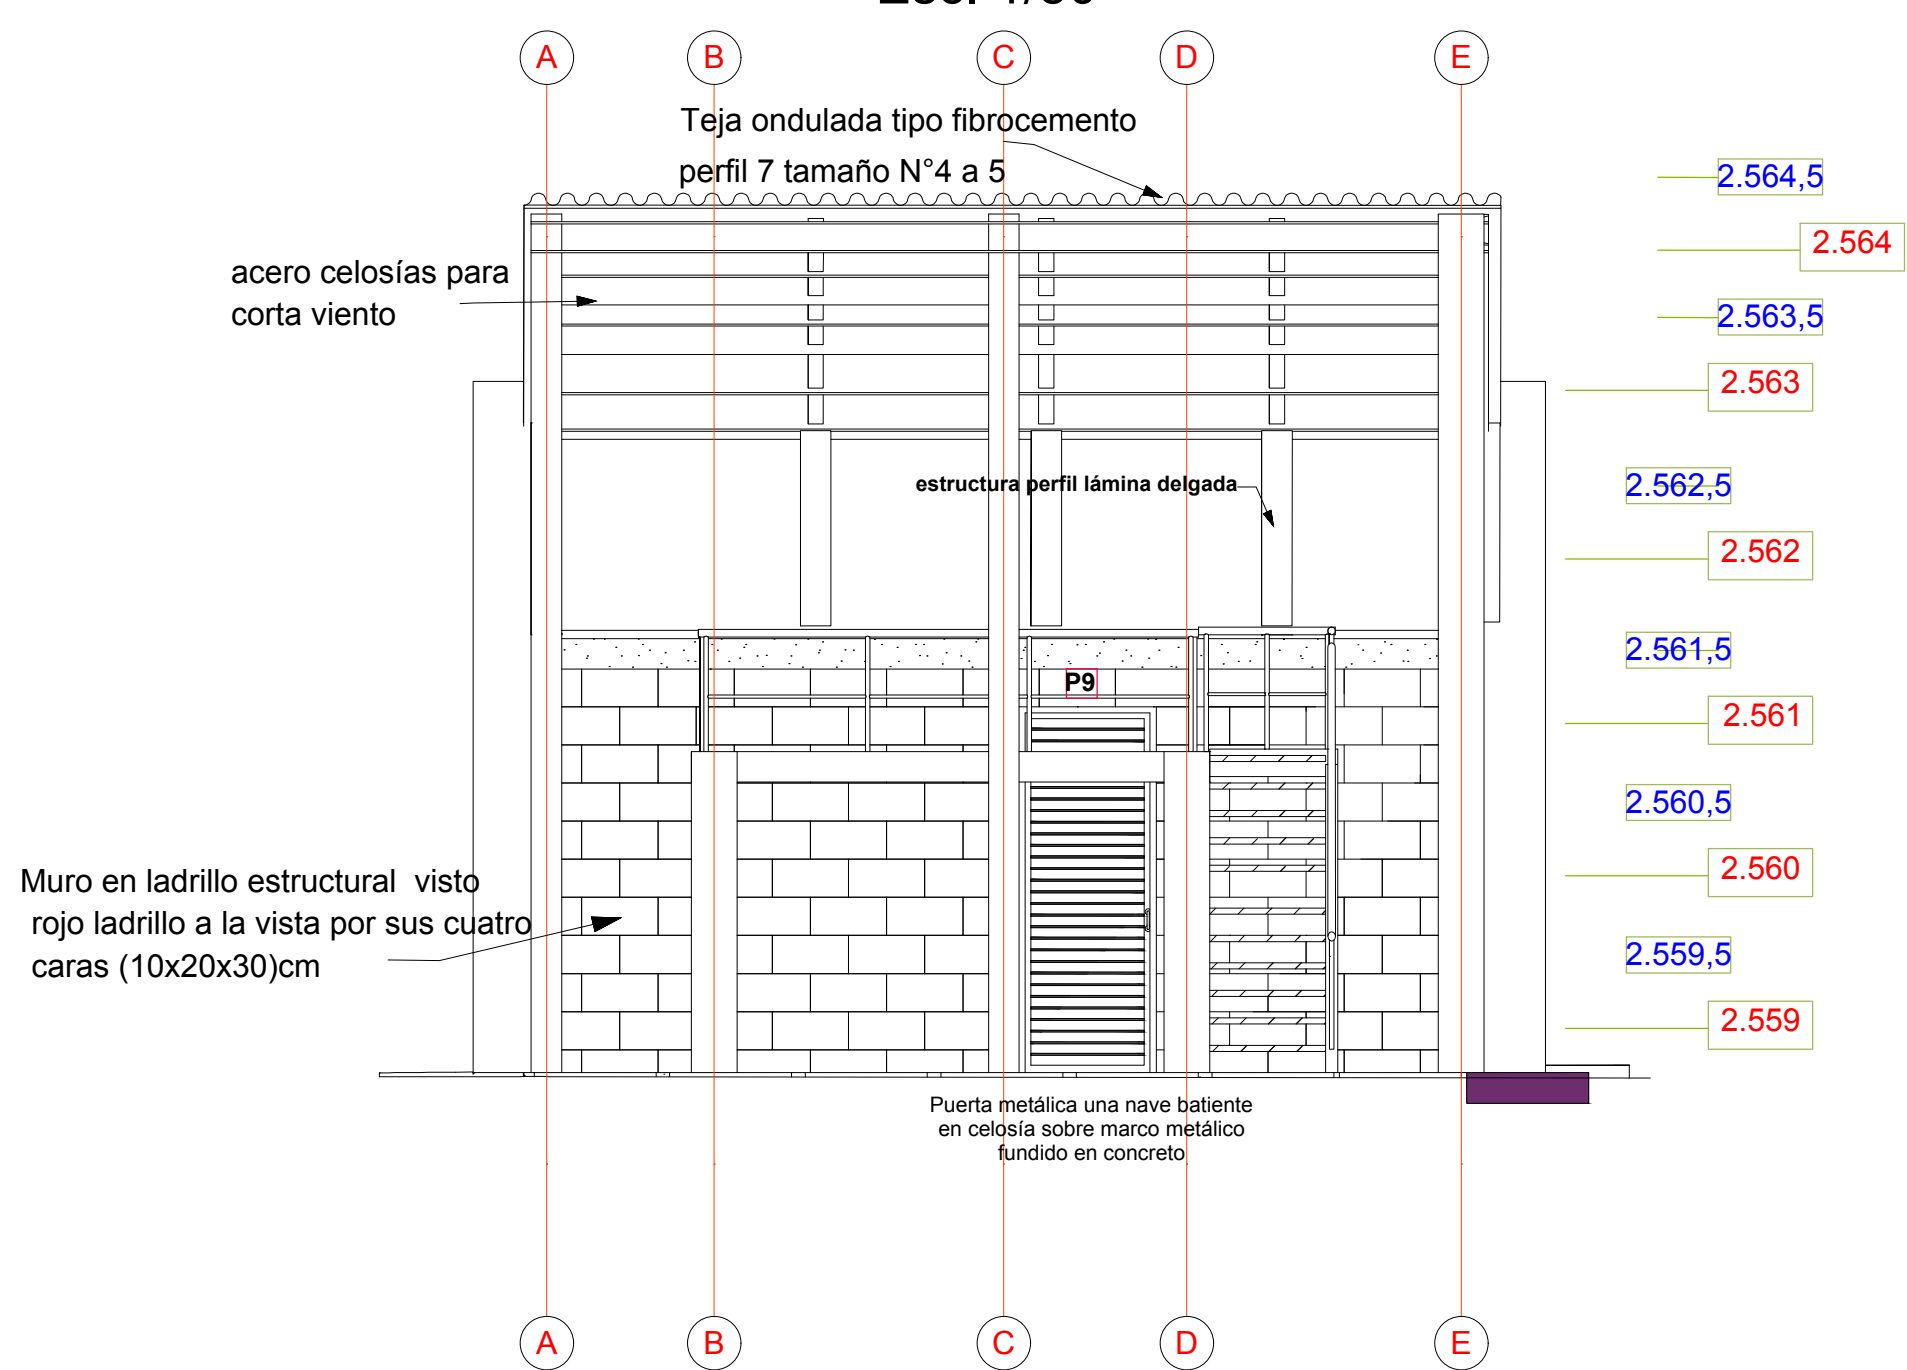 A
B
C
D
E
Teja ondulada tipo fibrocemento
perfil 7 tamaño N°4 a 5
2.564,5
2.564
acero celosías para
corta viento
2.563,5
2.563
estructura perfil lámina delgada
2.562,5
2.562
2.561,5
P9
2.561
2.560,5
2.560
Muro en ladrillo estructural visto
rojo ladrillo a la vista por sus cuatro
caras (10x20x30)cm
2.559,5
2.559
Puerta metálica una nave batiente
en celosía sobre marco metálico
fundido en concreto
A
B
C
D
E